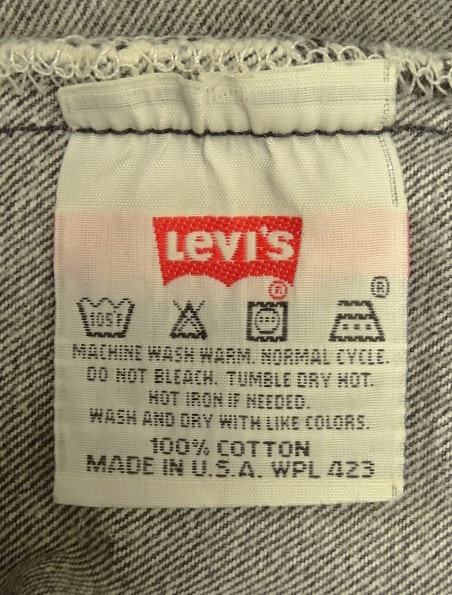 Levi's
®
®
105°F
MACHINE WASH WARM. NORMAL CYCLE.
DO NOT BLEACH. TUMBLE DRY HOT.
HOT IRON IF NEEDED.
WASH AND DRY WITH LIKE COLORS.
100% COTTON
MADE IN U.S.A. WPL 423